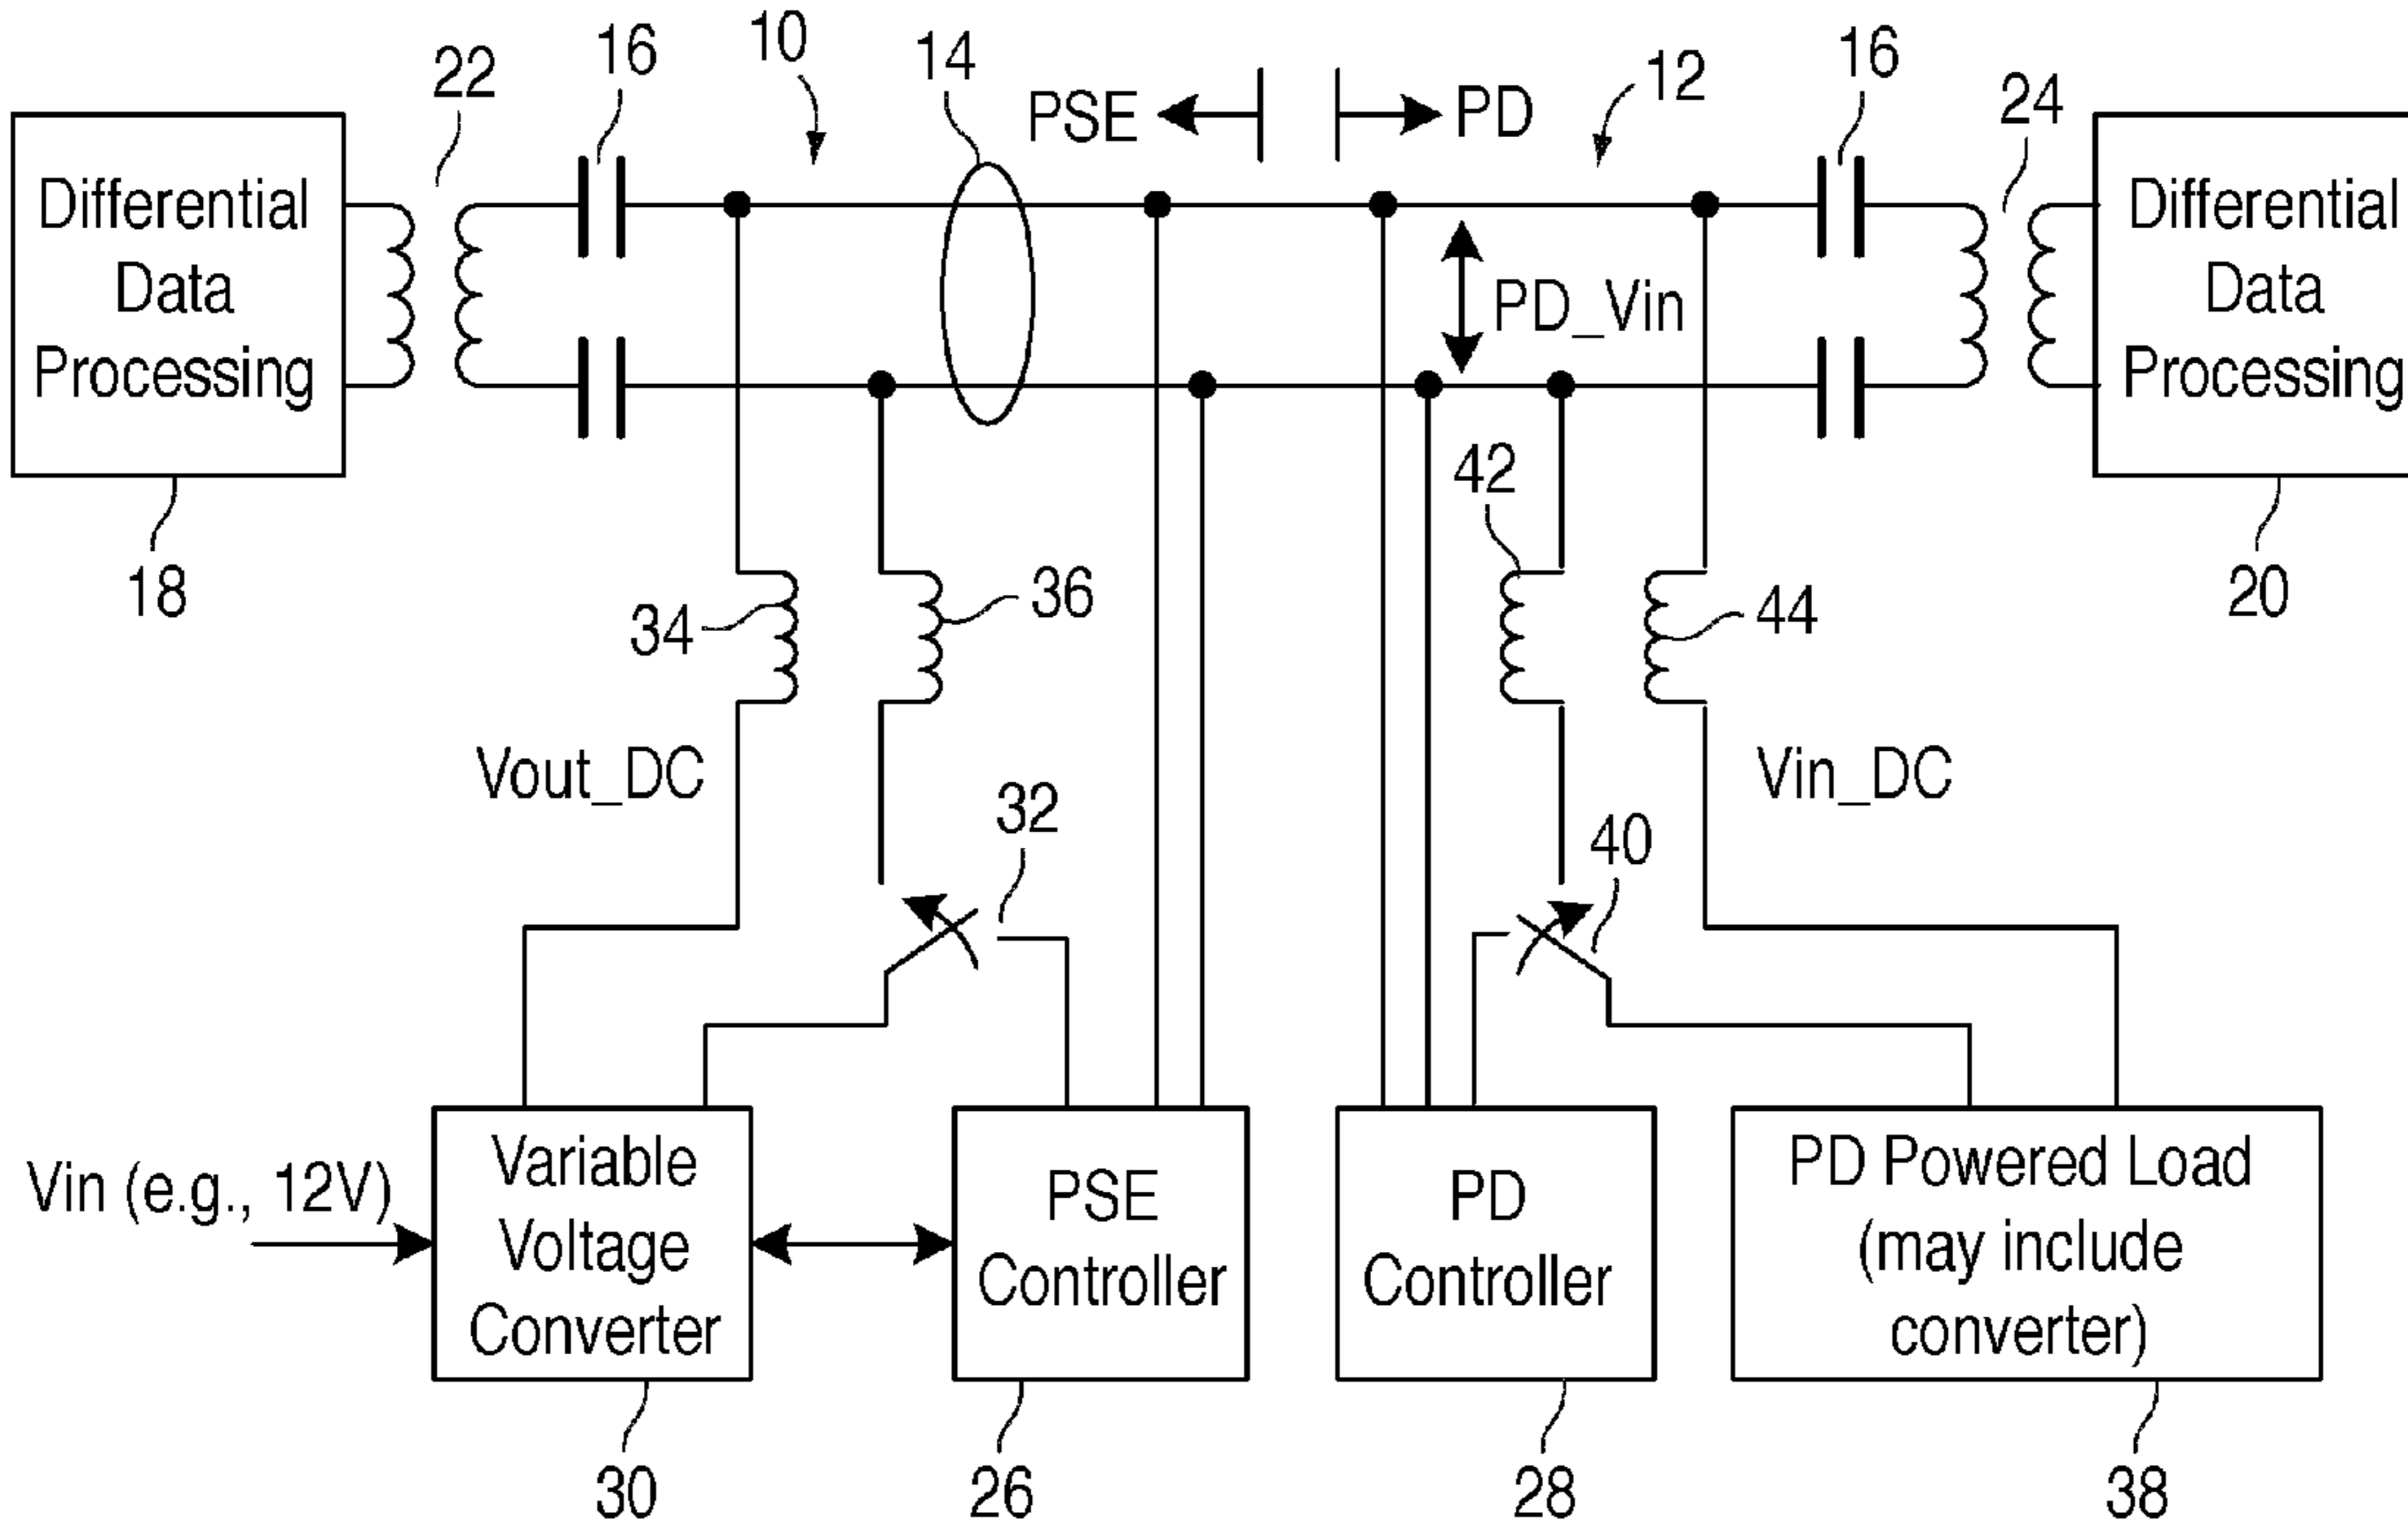 22
16
10
14
PSE
PD
12
16
24
Differential
Data
Processing
PD_Vin
Differential
Data
Processing
18
34
36
42
44
20
Vout_DC
32
40
Vin_DC
Vin (e.g., 12V)
Variable
Voltage
Converter
PSE
Controller
PD
Controller
PD Powered Load
(may include
converter)
30
26
28
38